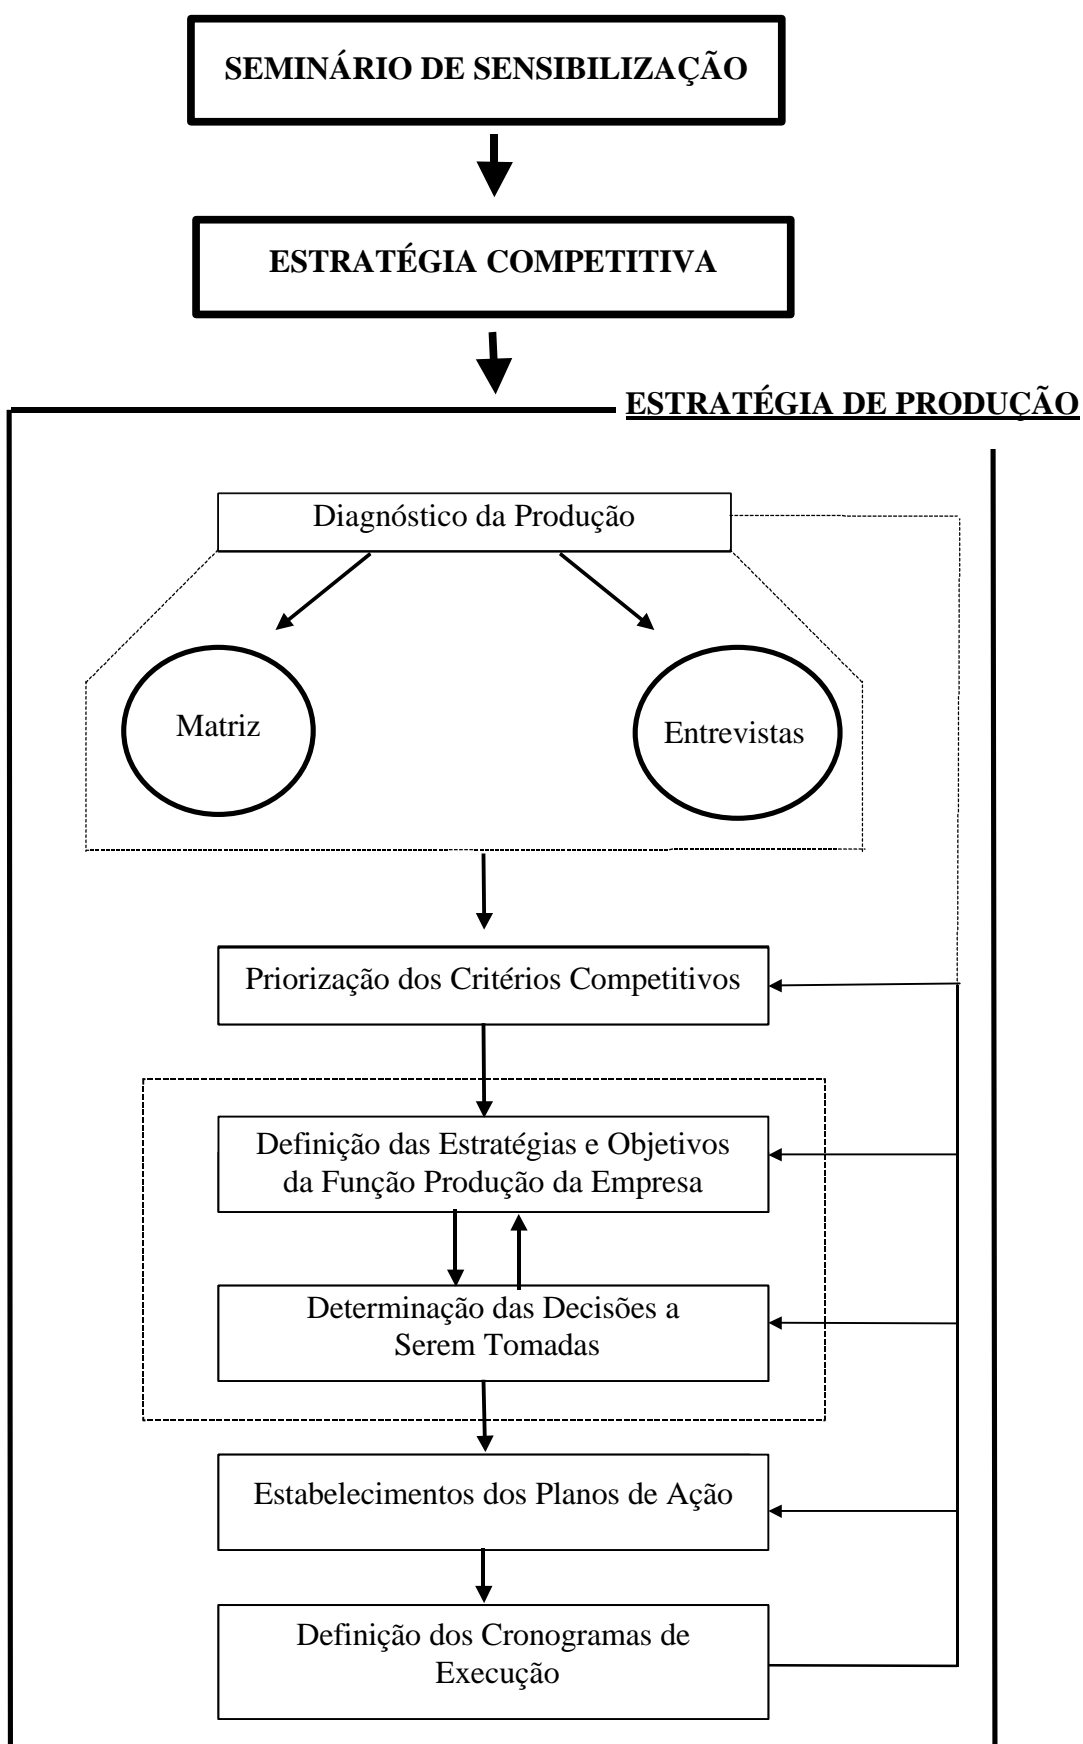 SEMINÁRIO DE SENSIBILIZAÇÃO
ESTRATÉGIA COMPETITIVA
ESTRATÉGIA DE PRODUÇÃO
Diagnóstico da Produção
Matriz
Entrevistas
Priorização dos Critérios Competitivos
Definição das Estratégias e Objetivos
da Função Produção da Empresa
Determinação das Decisões a
Serem Tomadas
Estabelecimentos dos Planos de Ação
Definição dos Cronogramas de
Execução